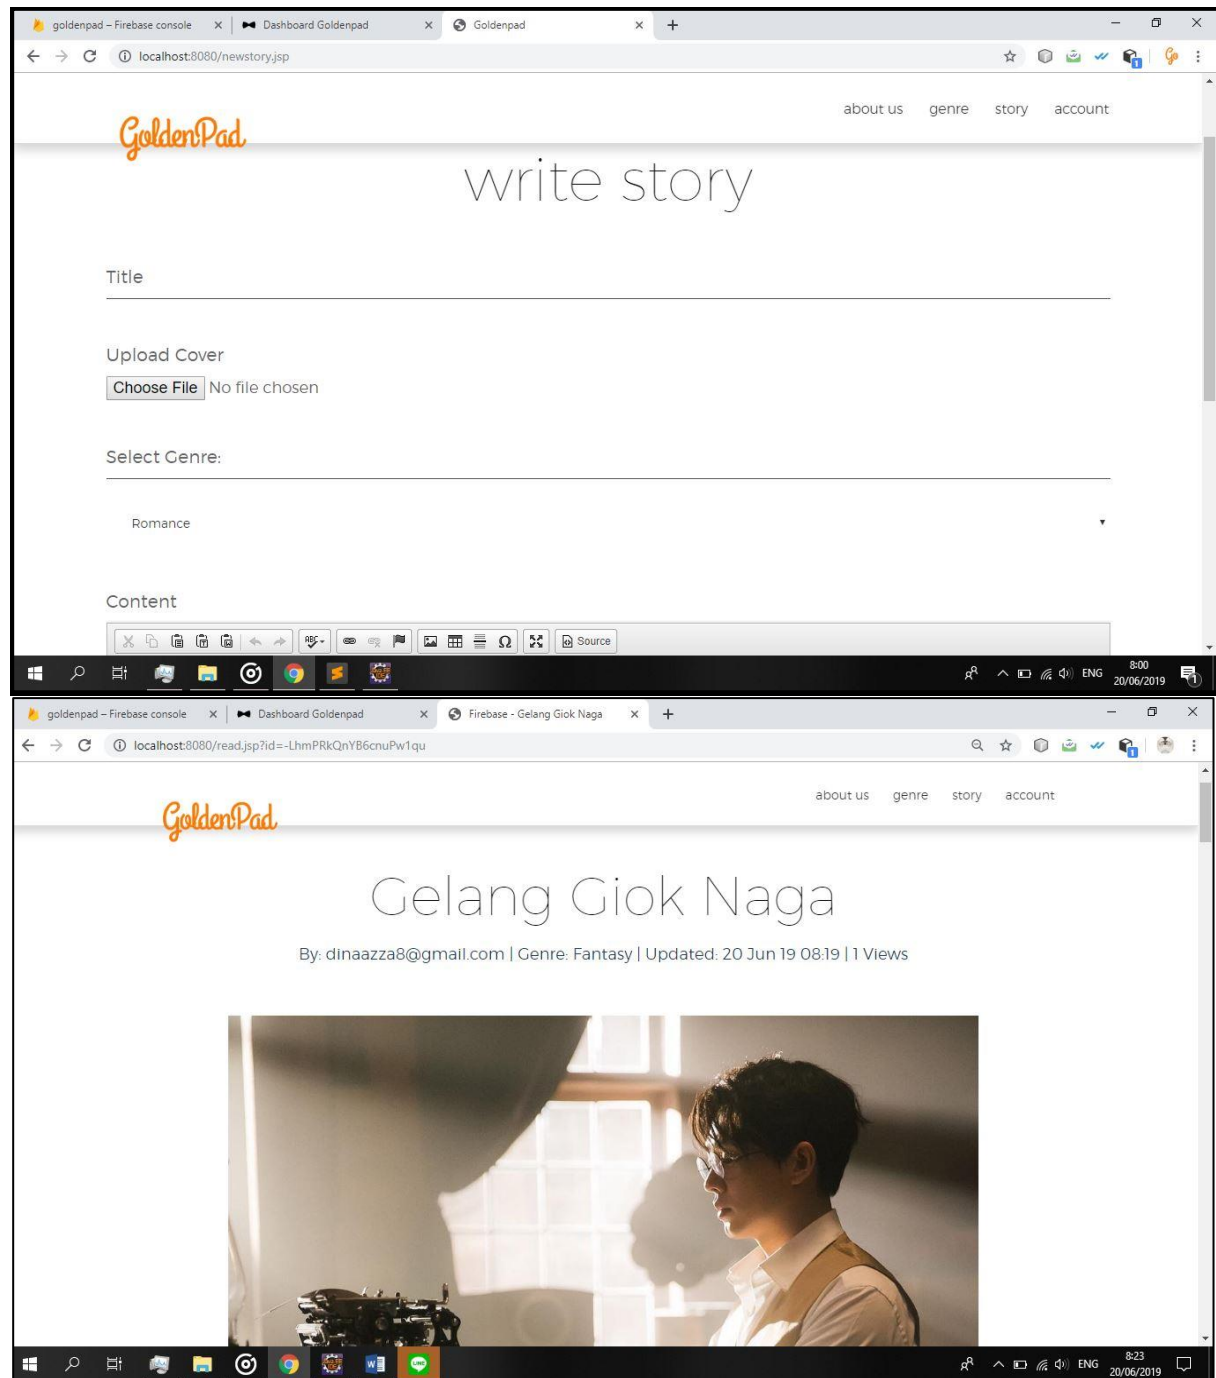 goldenpad – Firebase console
Dashboard Goldenpad
Goldenpad
localhost:8080/newstory.jsp
Go
GoldenPad
about us genre story account
write story
Title
Upload Cover
Choose File No file chosen
Select Genre:
Romance
Content
Source
ENG
8:00
20/06/2019
goldenpad – Firebase console
Dashboard Goldenpad
Firebase - Gelang Giok Naga
localhost:8080/read.jsp?id=-LhmPRkQnYB6cnuPw1qu
GoldenPad
about us genre story account
Gelang Giok Naga
By: dinaazza8@gmail.com | Genre: Fantasy | Updated: 20 Jun 19 08:19 | 1 Views
ENG
8:23
20/06/2019